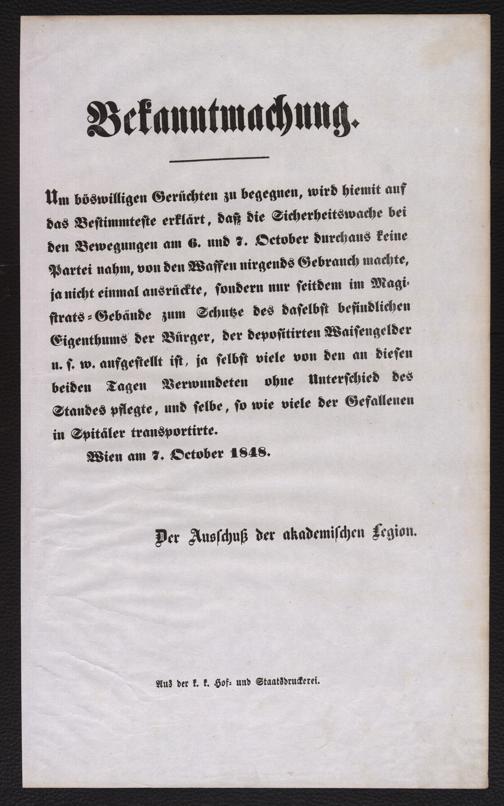 Bekanntmachung.
Um böswilligen Gerüchten zu begegnen, wird hiemit auf
das Bestimmteste erklärt, daß die Sicherheitswache bei
den Bewegungen am 6. und 7. October durchaus keine
Partei nahm, von den Waffen nirgends Gebrauch machte,
ja nicht einmal ausrückte, sondern nur seitdem im Magi-
strats-Gebäude zum Schutze des daselbst befindlichen
Eigenthums der Bürger, der depositirten Waisengelder
u. s. w. aufgestellt ist, ja selbst viele von den an diesen
beiden Tagen Verwundeten ohne Unterschied des
Standes pflegte, und selbe, so wie viele der Gefallenen
in Spitäler transportirte.
Wien am 7. October 1848.
Der Ausschuß der akademischen Legion.
Aus der k. k. Hof- und Staatsdruckerei.